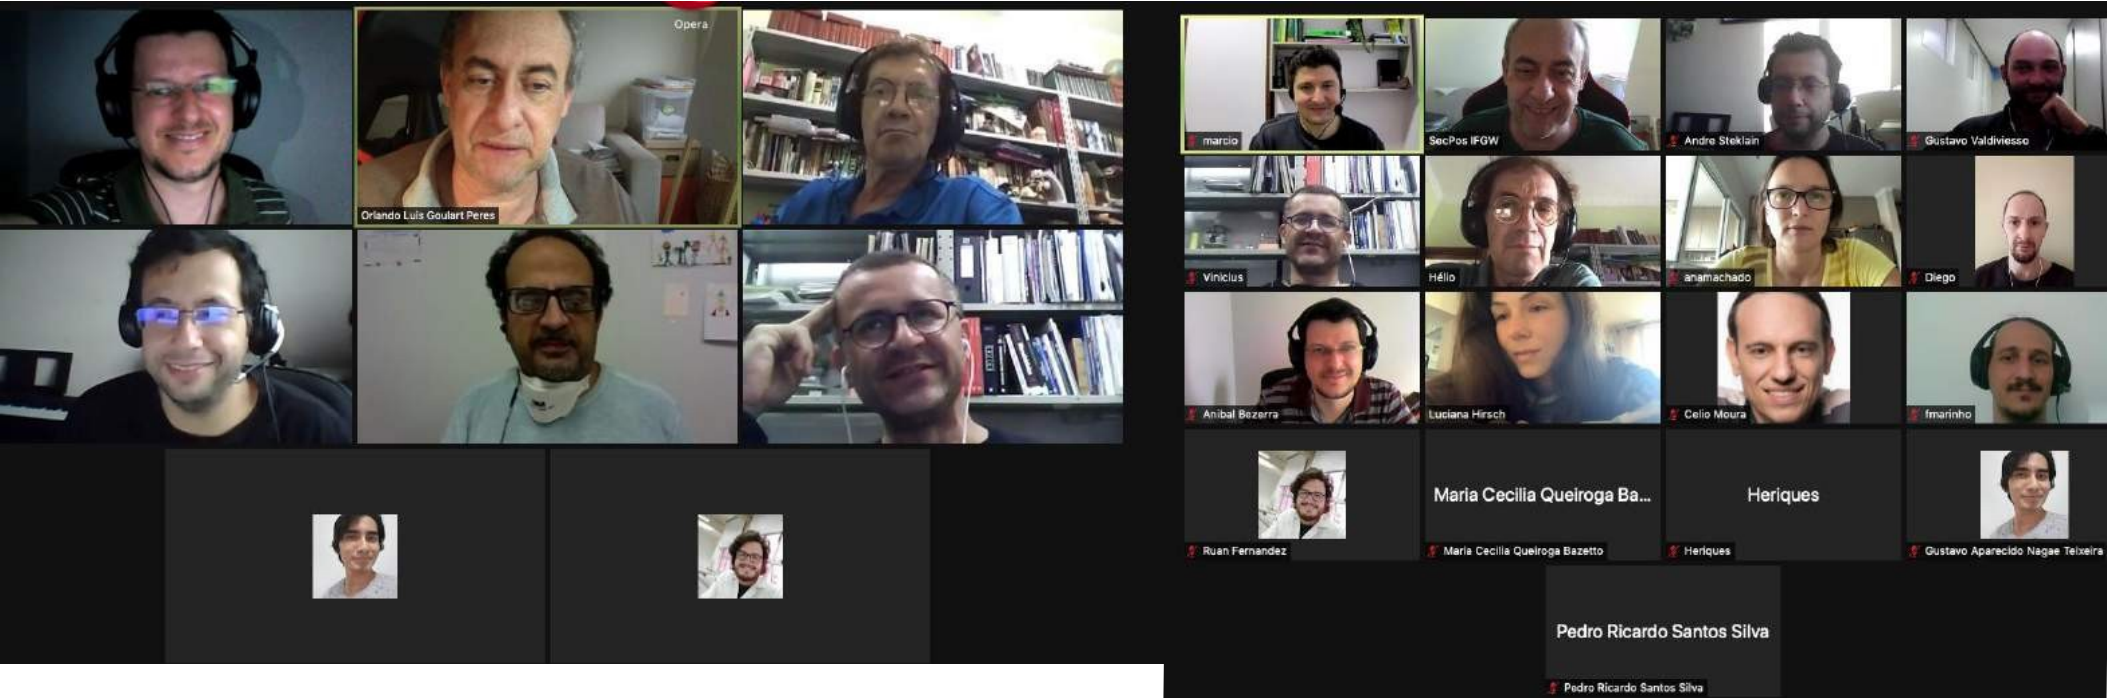 Opera
Orlando Luis Goulart Peres
marcio
SecPos IFGW
Andre Steklain
Gustavo Valdiviesso
Vinicius
Hélio
anamachado
Diego
Anibal Bezerra
Luciana Hirsch
Celio Moura
fmarinho
Maria Cecilia Queiroga Ba...
Heriques
Ruan Fernandez
Maria Cecilia Queiroga Bazetto
Heriques
Gustavo Aparecido Nagae Teixeira
Pedro Ricardo Santos Silva
Pedro Ricardo Santos Silva